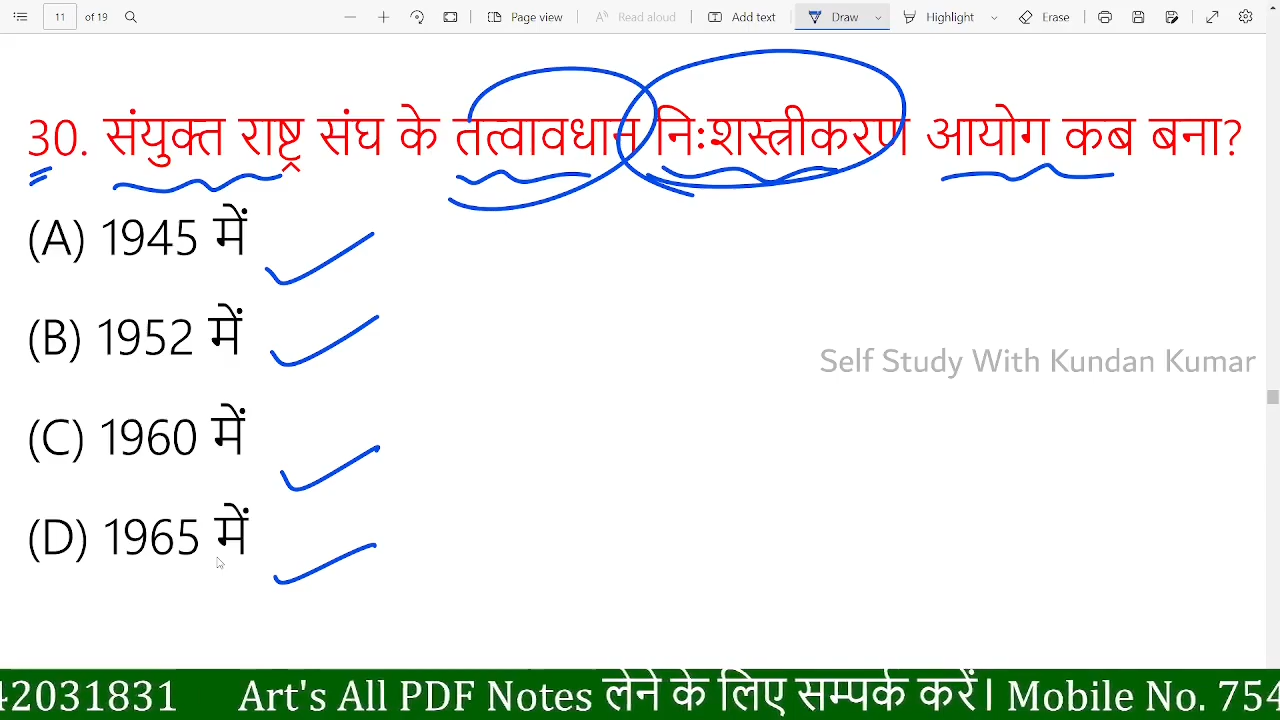 11 of 19 Page view Read aloud Add text Draw Highlight Erase
30. संयुक्त राष्ट्र संघ के तत्वावधान निःशस्त्रीकरण आयोग कब बना?
(A) 1945 में
(B) 1952 में
Self Study With Kundan Kumar
(C) 1960 में
(D) 1965 में
42031831 Art's All PDF Notes लेने के लिए सम्पर्क करें। Mobile No. 754